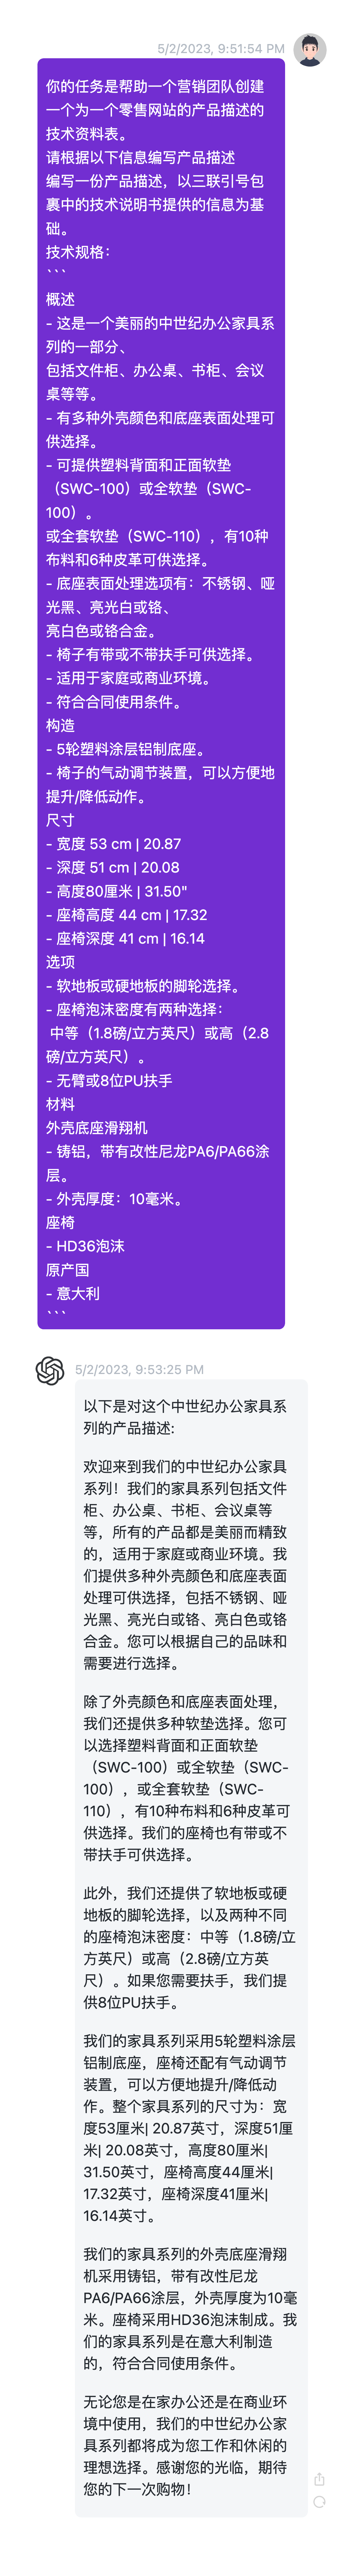 5/2/2023, 9:51:54 PM
你的任务是帮助一个营销团队创建
一个为一个零售网站的产品描述的
技术资料表。
请根据以下信息编写产品描述
编写一份产品描述，以三联引号包
裹中的技术说明书提供的信息为基
础。
技术规格：
```
概述
- 这是一个美丽的中世纪办公家具系
列的一部分、
包括文件柜、办公桌、书柜、会议
桌等等。
- 有多种外壳颜色和底座表面处理可
供选择。
- 可提供塑料背面和正面软垫
（SWC-100）或全软垫（SWC-
100）。
或全套软垫（SWC-110），有10种
布料和6种皮革可供选择。
- 底座表面处理选项有：不锈钢、哑
光黑、亮光白或铬、
亮白色或铬合金。
- 椅子有带或不带扶手可供选择。
- 适用于家庭或商业环境。
- 符合合同使用条件。
构造
- 5轮塑料涂层铝制底座。
- 椅子的气动调节装置，可以方便地
提升/降低动作。
尺寸
- 宽度 53 cm | 20.87
- 深度 51 cm | 20.08
- 高度80厘米 | 31.50"
- 座椅高度 44 cm | 17.32
- 座椅深度 41 cm | 16.14
选项
- 软地板或硬地板的脚轮选择。
- 座椅泡沫密度有两种选择：
中等（1.8磅/立方英尺）或高（2.8
磅/立方英尺）。
- 无臂或8位PU扶手
材料
外壳底座滑翔机
- 铸铝，带有改性尼龙PA6/PA66涂
层。
- 外壳厚度：10毫米。
座椅
- HD36泡沫
原产国
- 意大利
```
5/2/2023, 9:53:25 PM
以下是对这个中世纪办公家具系
列的产品描述:
欢迎来到我们的中世纪办公家具
系列！我们的家具系列包括文件
柜、办公桌、书柜、会议桌等
等，所有的产品都是美丽而精致
的，适用于家庭或商业环境。我
们提供多种外壳颜色和底座表面
处理可供选择，包括不锈钢、哑
光黑、亮光白或铬、亮白色或铬
合金。您可以根据自己的品味和
需要进行选择。
除了外壳颜色和底座表面处理，
我们还提供多种软垫选择。您可
以选择塑料背面和正面软垫
（SWC-100）或全软垫（SWC-
100），或全套软垫（SWC-
110），有10种布料和6种皮革可
供选择。我们的座椅也有带或不
带扶手可供选择。
此外，我们还提供了软地板或硬
地板的脚轮选择，以及两种不同
的座椅泡沫密度：中等（1.8磅/立
方英尺）或高（2.8磅/立方英
尺）。如果您需要扶手，我们提
供8位PU扶手。
我们的家具系列采用5轮塑料涂层
铝制底座，座椅还配有气动调节
装置，可以方便地提升/降低动
作。整个家具系列的尺寸为：宽
度53厘米| 20.87英寸，深度51厘
米| 20.08英寸，高度80厘米|
31.50英寸，座椅高度44厘米|
17.32英寸，座椅深度41厘米|
16.14英寸。
我们的家具系列的外壳底座滑翔
机采用铸铝，带有改性尼龙
PA6/PA66涂层，外壳厚度为10毫
米。座椅采用HD36泡沫制成。我
们的家具系列是在意大利制造
的，符合合同使用条件。
无论您是在家办公还是在商业环
境中使用，我们的中世纪办公家
具系列都将成为您工作和休闲的
理想选择。感谢您的光临，期待
您的下一次购物！